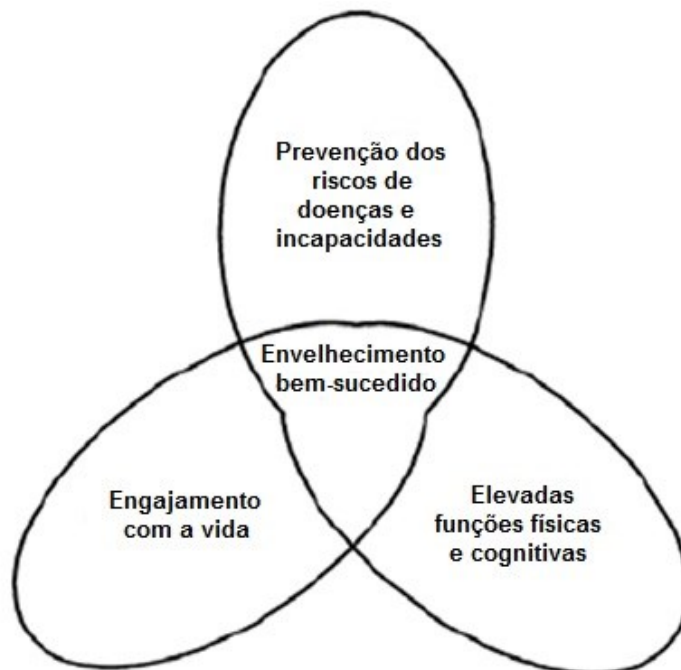 Prevenção dos
riscos de
doenças e
incapacidades
Envelhecimento
bem-sucedido
Engajamento
com a vida
Elevadas
funções físicas
e cognitivas